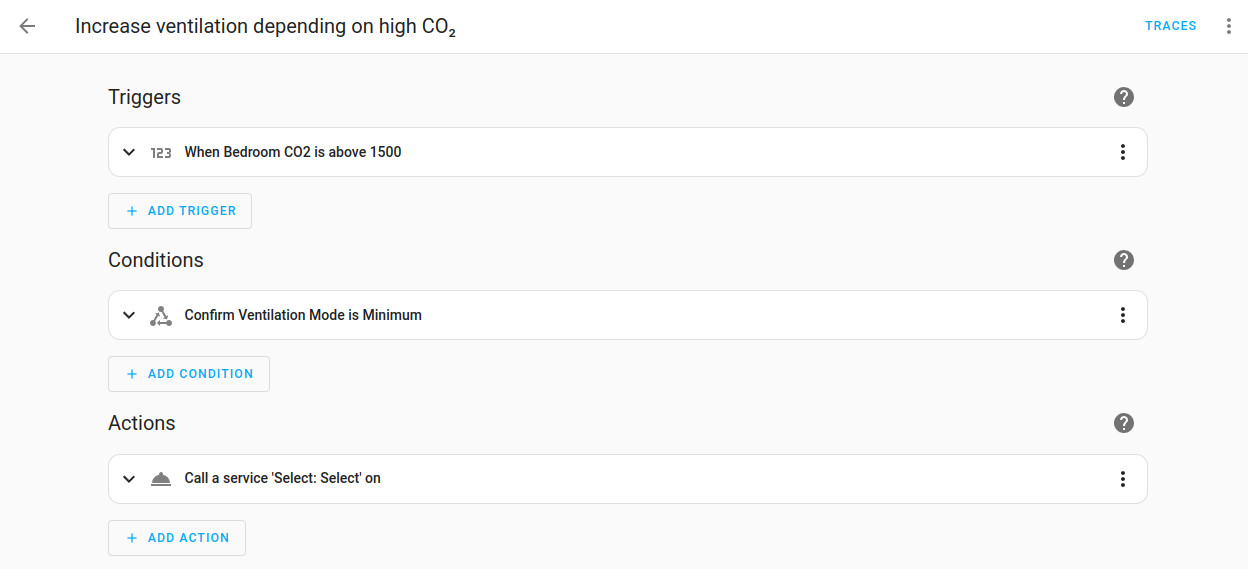 Increase ventilation depending on high CO₂
TRACES
Triggers
?
123 When Bedroom CO2 is above 1500
+ ADD TRIGGER
Conditions
?
Confirm Ventilation Mode is Minimum
+ ADD CONDITION
Actions
?
Call a service 'Select: Select' on
+ ADD ACTION